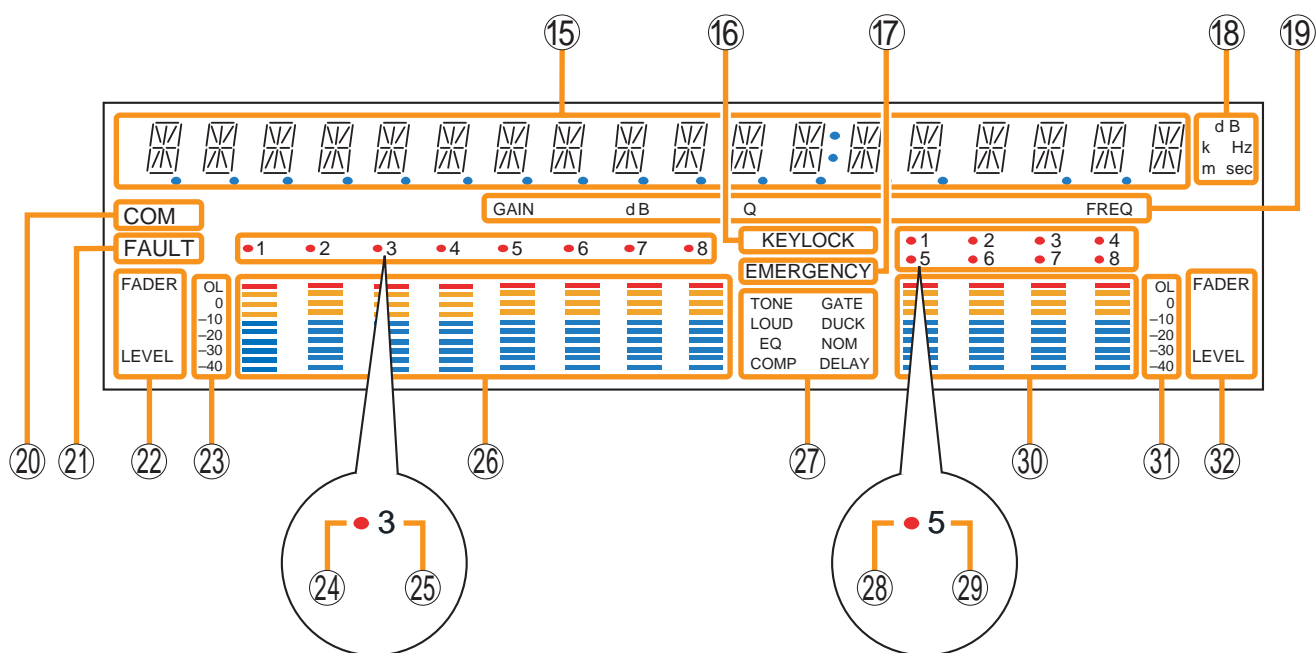 ⑮ ⑯ ⑰ ⑱ ⑲
d B
k Hz
m sec
GAIN dB Q FREQ
COM
FAULT
1 2 3 4 5 6 7 8
KEYLOCK
EMERGENCY
1 2 3 4
5 6 7 8
FADER
LEVEL
OL
0
–10
–20
–30
–40
TONE GATE
LOUD DUCK
EQ NOM
COMP DELAY
OL
0
–10
–20
–30
–40
FADER
LEVEL
⑳ ㉑ ㉒ ㉓ ㉖ ㉗ ㉚ ㉛ ㉜
3
㉔ ㉕
5
㉘ ㉙